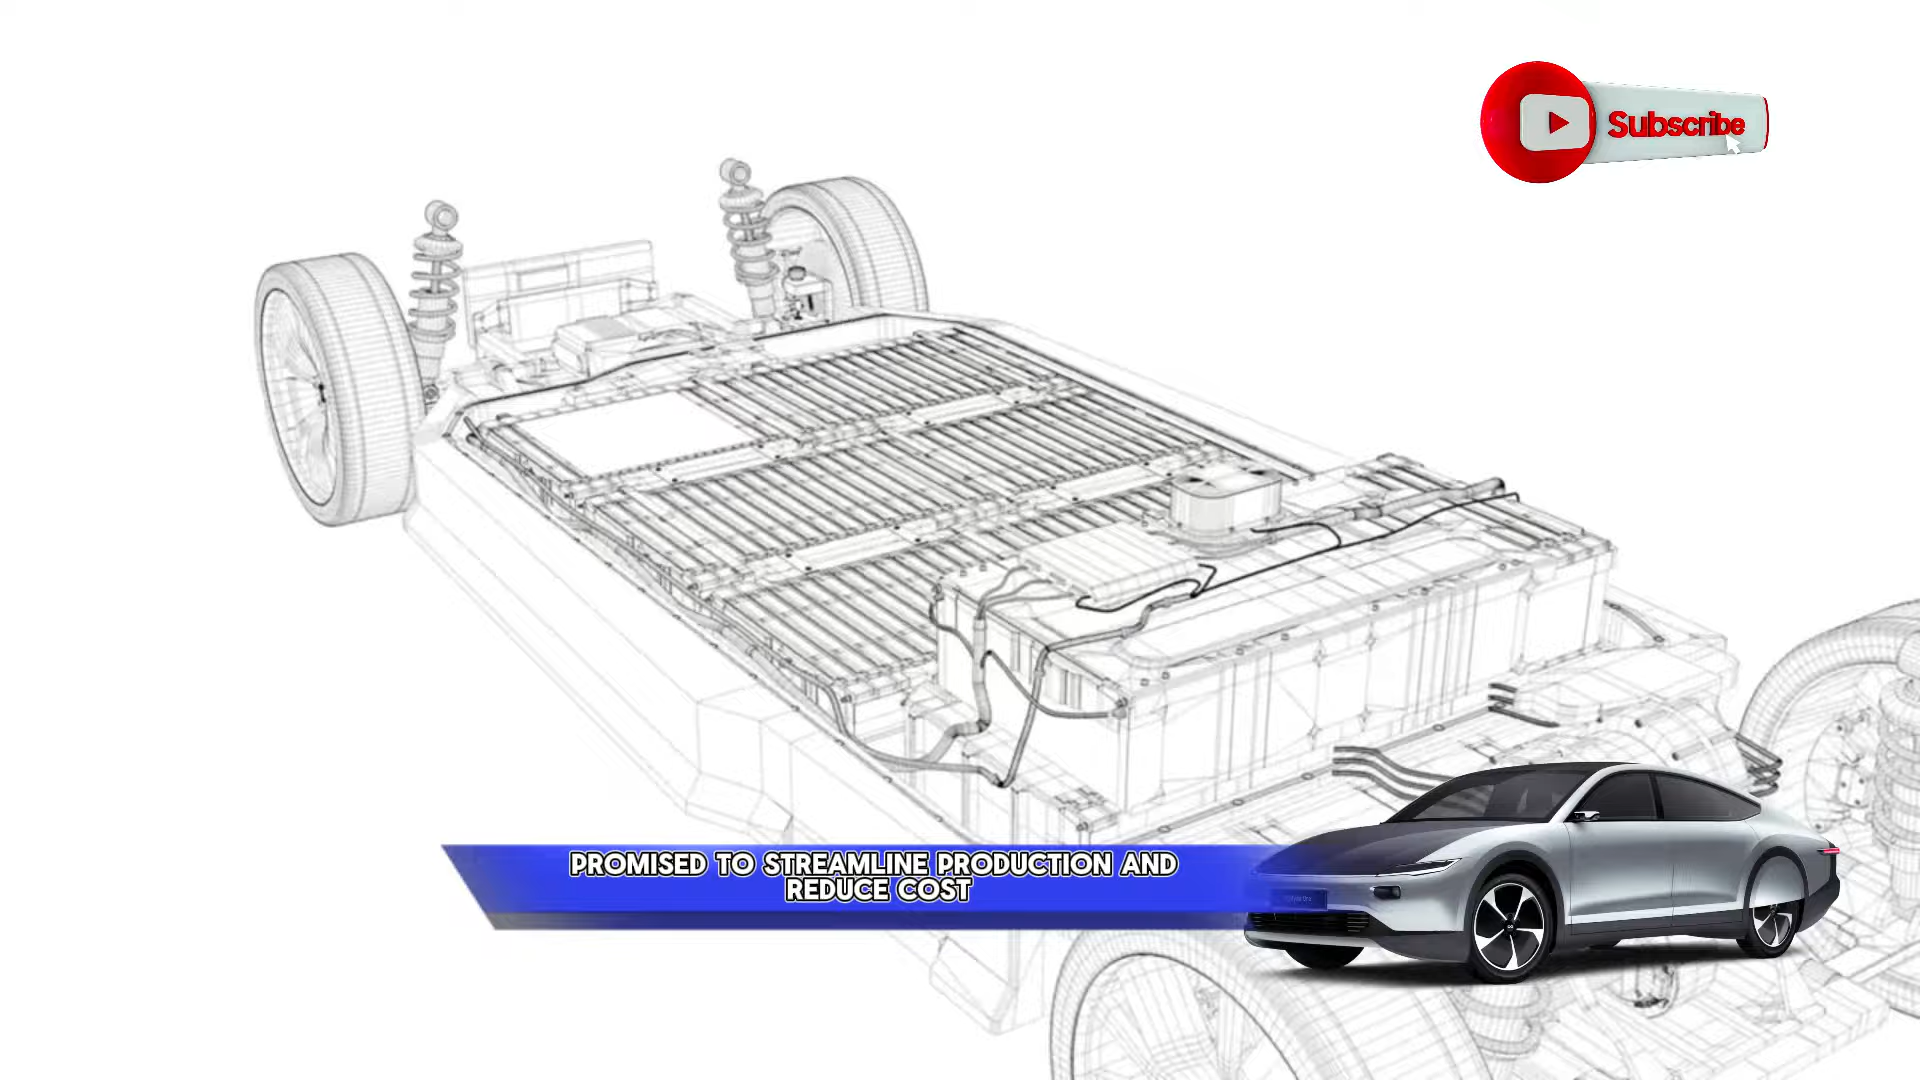 Subscribe
PROMISED TO STREAMLINE PRODUCTION AND
REDUCE COST